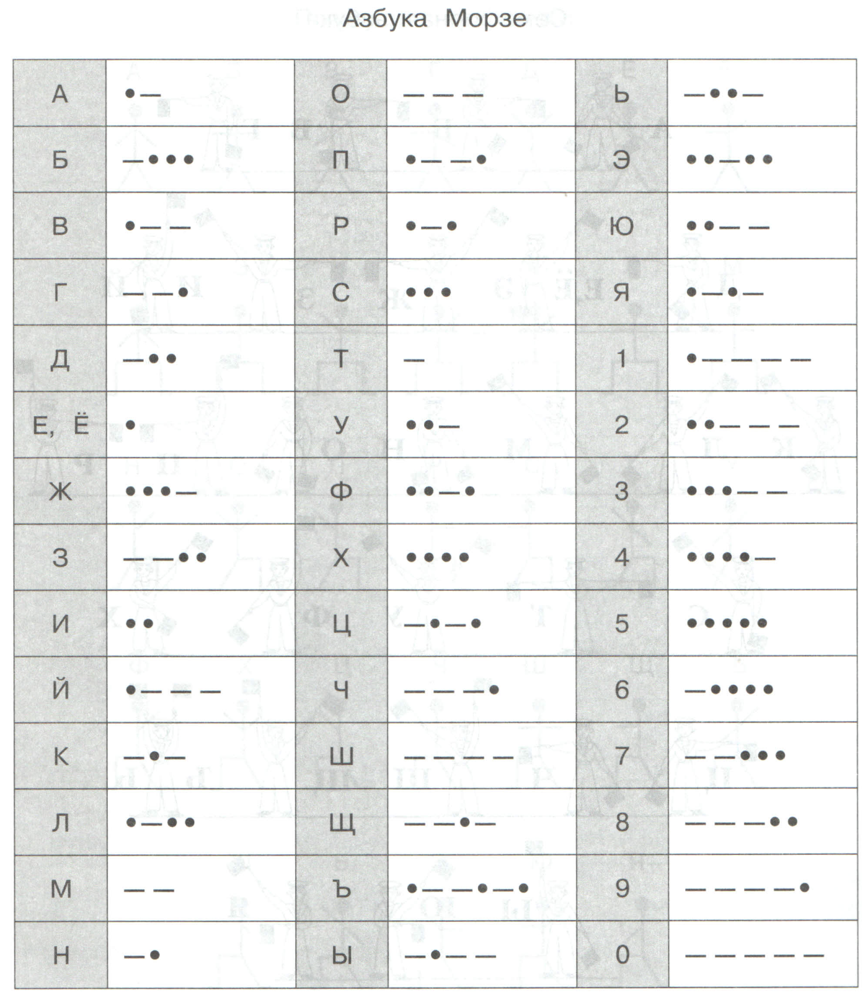 Азбука Морзе
А •— О — — — Ь —••—
Б —••• П •— —• Э ••—••
В •— — Р •—• Ю ••— —
Г — —• С ••• Я •—•—
Д —•• Т — 1 •— — — —
Е, Ё • У ••— 2 ••— — —
Ж •••— Ф ••—• 3 •••— —
З — —•• Х •••• 4 ••••—
И •• Ц —•—• 5 •••••
Й •— — — Ч — — —• 6 —••••
К —•— Ш — — — — 7 — —•••
Л •—•• Щ — —•— 8 — — —••
М — — Ъ •— —•—• 9 — — — —•
Н —• Ы —•— — 0 — — — — —